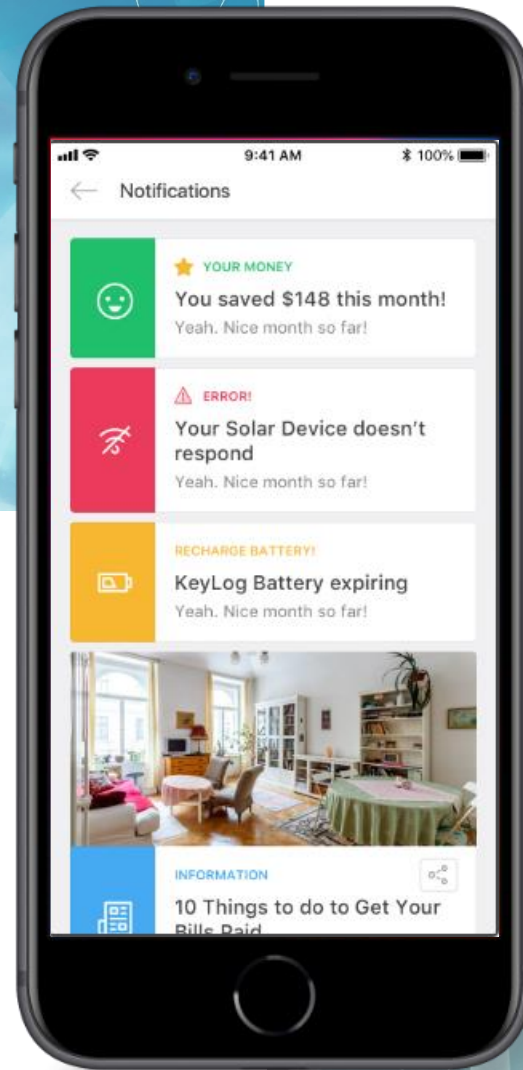 9:41 AM
100%
Notifications
YOUR MONEY
You saved $148 this month!
Yeah. Nice month so far!
ERROR!
Your Solar Device doesn't
respond
Yeah. Nice month so far!
RECHARGE BATTERY!
KeyLog Battery expiring
Yeah. Nice month so far!
INFORMATION
10 Things to do to Get Your
Bills Paid